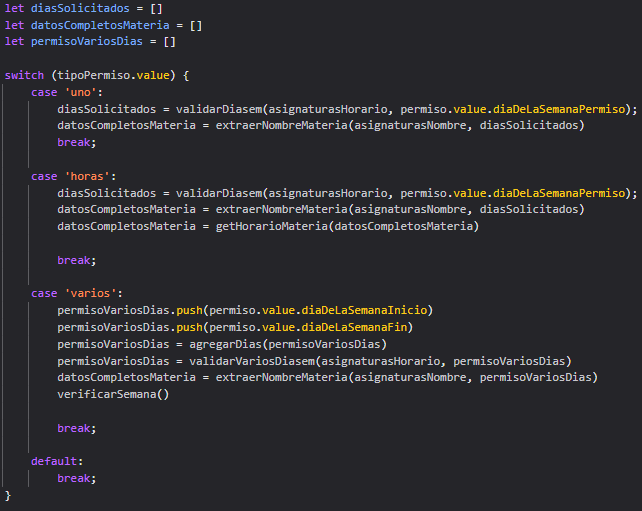 let diasSolicitados = []
let datosCompletosMateria = []
let permisoVariosDias = []
switch (tipoPermiso.value) {
case 'uno':
diasSolicitados = validarDiasem(asignaturasHorario, permiso.value.diaDeLaSemanaPermiso);
datosCompletosMateria = extraerNombreMateria(asignaturasNombre, diasSolicitados)
break;
case 'horas':
diasSolicitados = validarDiasem(asignaturasHorario, permiso.value.diaDeLaSemanaPermiso);
datosCompletosMateria = extraerNombreMateria(asignaturasNombre, diasSolicitados)
datosCompletosMateria = getHorarioMateria(datosCompletosMateria)
break;
case 'varios':
permisoVariosDias.push(permiso.value.diaDeLaSemanaInicio)
permisoVariosDias.push(permiso.value.diaDeLaSemanaFin)
permisoVariosDias = agregarDias(permisoVariosDias)
permisoVariosDias = validarVariosDiasem(asignaturasHorario, permisoVariosDias)
datosCompletosMateria = extraerNombreMateria(asignaturasNombre, permisoVariosDias)
verificarSemana()
break;
default:
break;
}